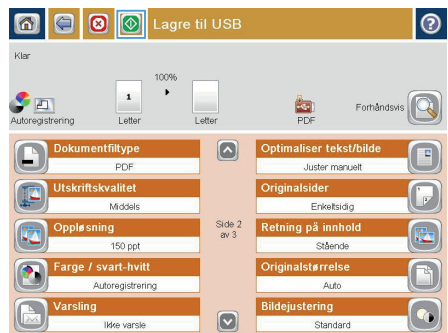 Lagre til USB
Klar
100%
1
Autoregistrering
Letter
Letter
PDF
Forhåndsvis
Dokumentfiltype
PDF
Utskriftskvalitet
Middels
Oppløsning
150 ppt
Farge / svart-hvitt
Autoregistrering
Varsling
Ikke varsle
Side 2
av 3
Optimaliser tekst/bilde
Juster manuelt
Originalsider
Enkeltsidig
Retning på innhold
Stående
Originalstørrelse
Auto
Bildejustering
Standard